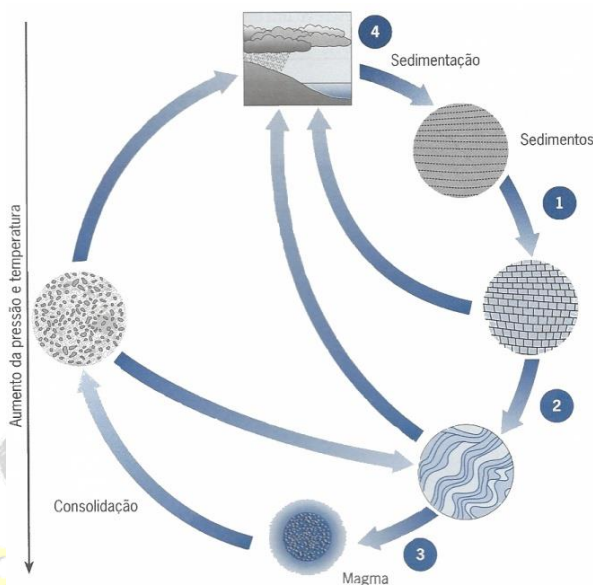 4
Sedimentação
Sedimentos
1
2
3
Magma
Consolidação
Aumento da pressão e temperatura